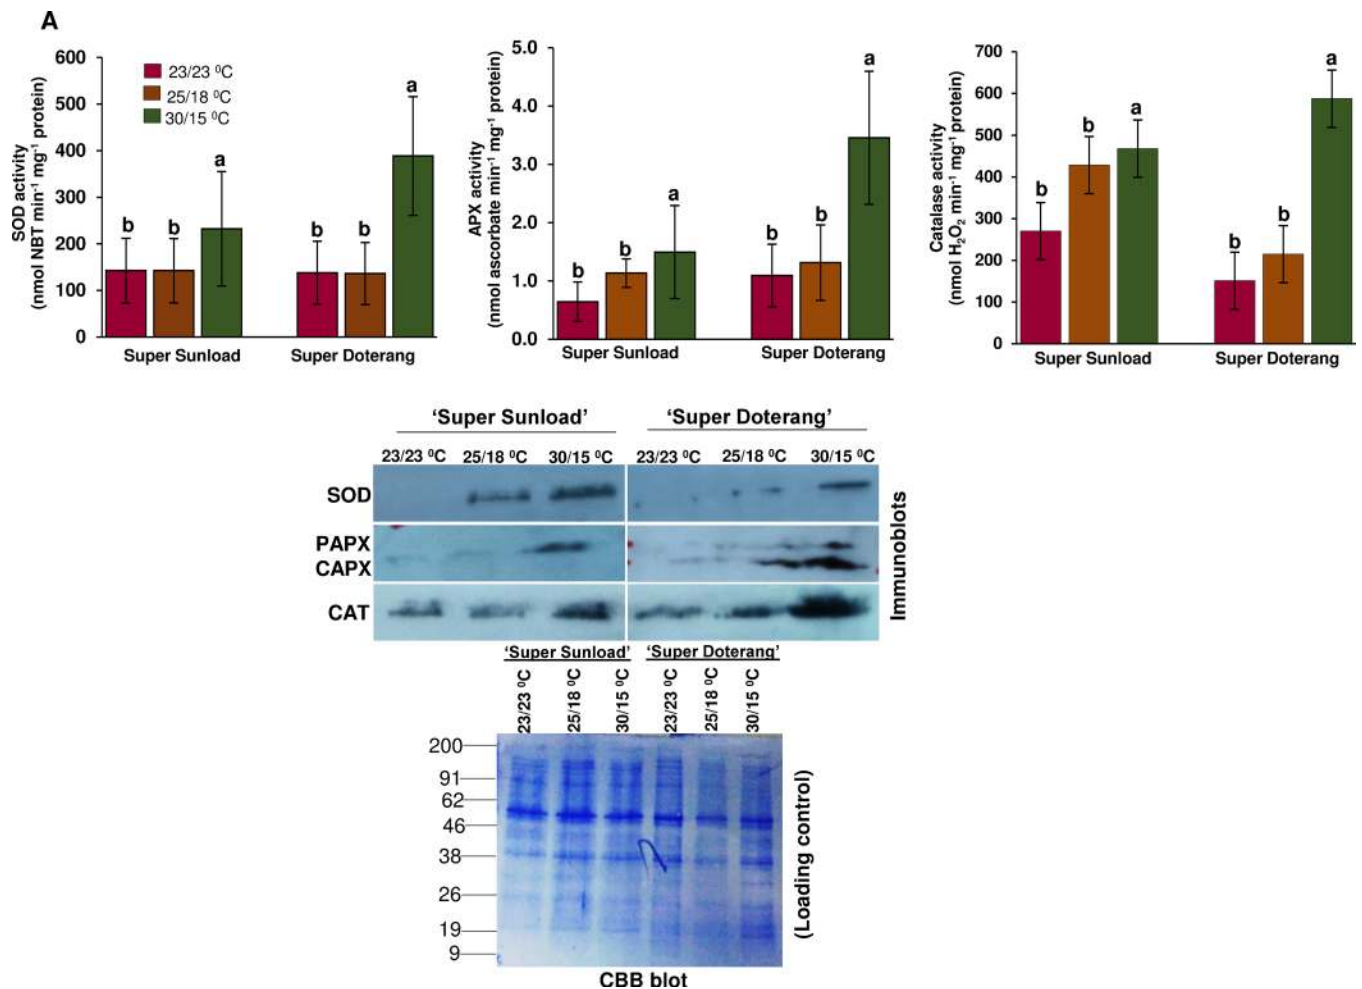 A
SOD activity
(nmol NBT min⁻¹ mg⁻¹ protein)
600
500
400
300
200
100
0
23/23 ⁰C
25/18 ⁰C
30/15 ⁰C
b
b
a
b
b
a
Super Sunload
Super Doterang
APX activity
(nmol ascorbate min⁻¹ mg⁻¹ protein)
5.0
4.0
3.0
2.0
1.0
0.0
b
b
a
b
b
a
Super Sunload
Super Doterang
Catalase activity
(nmol H₂O₂ min⁻¹ mg⁻¹ protein)
700
600
500
400
300
200
100
0
b
b
a
b
b
a
Super Sunload
Super Doterang
‘Super Sunload’
‘Super Doterang’
23/23 ⁰C 25/18 ⁰C 30/15 ⁰C 23/23 ⁰C 25/18 ⁰C 30/15 ⁰C
SOD
PAPX
CAPX
CAT
Immunoblots
‘Super Sunload’ ‘Super Doterang’
23/23 ⁰C
25/18 ⁰C
30/15 ⁰C
23/23 ⁰C
25/18 ⁰C
30/15 ⁰C
200
91
62
46
38
26
19
9
(Loading control)
CBB blot